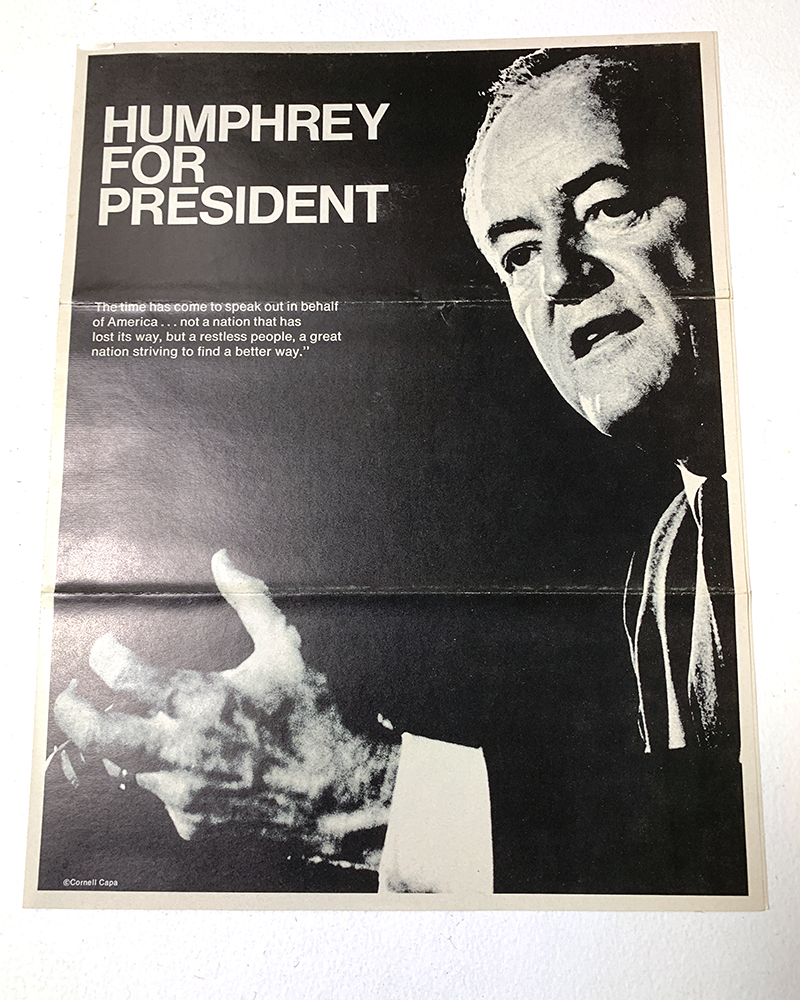 HUMPHREY
FOR
PRESIDENT
The time has come to speak out in behalf
of America . . . not a nation that has
lost its way, but a restless people, a great
nation striving to find a better way.''
©Cornell Capa